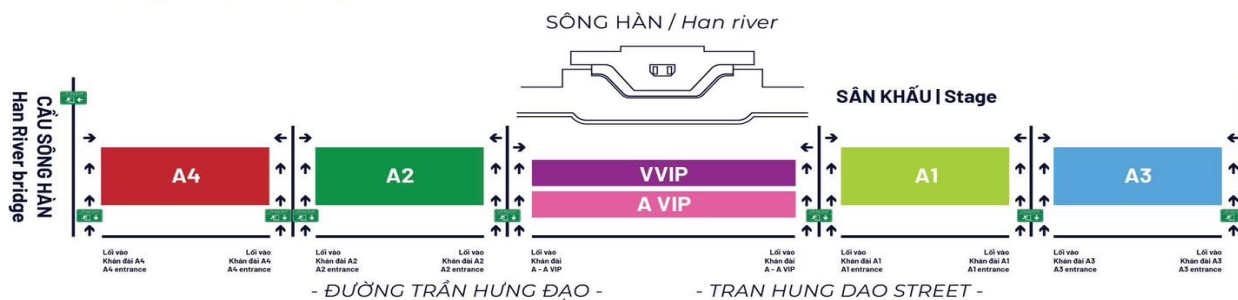 SÔNG HÀN / Han river
SÂN KHẤU | Stage
CẦU SÔNG HÀN
Han River bridge
A4
A2
VVIP
A VIP
A1
A3
Lối vào
Khán đài A4
A4 entrance
Lối vào
Khán đài A4
A4 entrance
Lối vào
Khán đài A2
A2 entrance
Lối vào
Khán đài A2
A2 entrance
Lối vào
Khán đài
A - A VIP
Lối vào
Khán đài
A - A VIP
Lối vào
Khán đài A1
A1 entrance
Lối vào
Khán đài A1
A1 entrance
Lối vào
Khán đài A3
A3 entrance
Lối vào
Khán đài A3
A3 entrance
- ĐƯỜNG TRẦN HƯNG ĐẠO -
- TRAN HUNG DAO STREET -